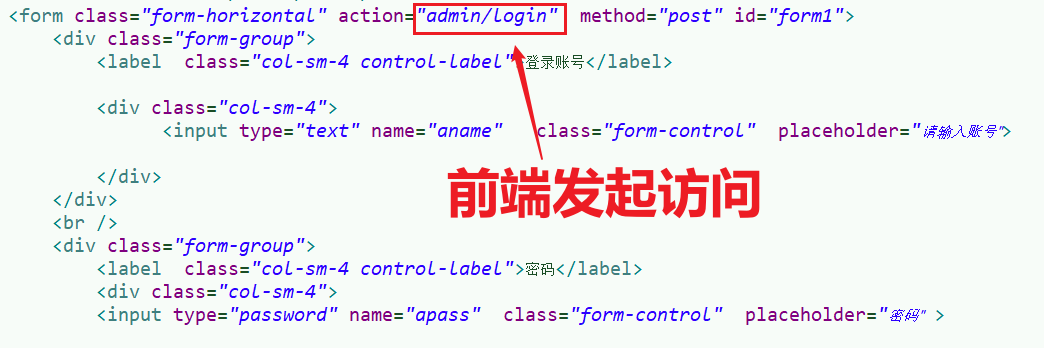 <form class="form-horizontal" action="admin/login"  method="post" id="form1">
<div class="form-group">
<label  class="col-sm-4 control-label">登录账号</label>
<div class="col-sm-4">
<input type="text" name="aname"   class="form-control"  placeholder="请输入账号">
</div>
前端发起访问
</div>
<br />
<div class="form-group">
<label  class="col-sm-4 control-label">密码</label>
<div class="col-sm-4">
<input type="password" name="apass"  class="form-control"  placeholder="密码" >